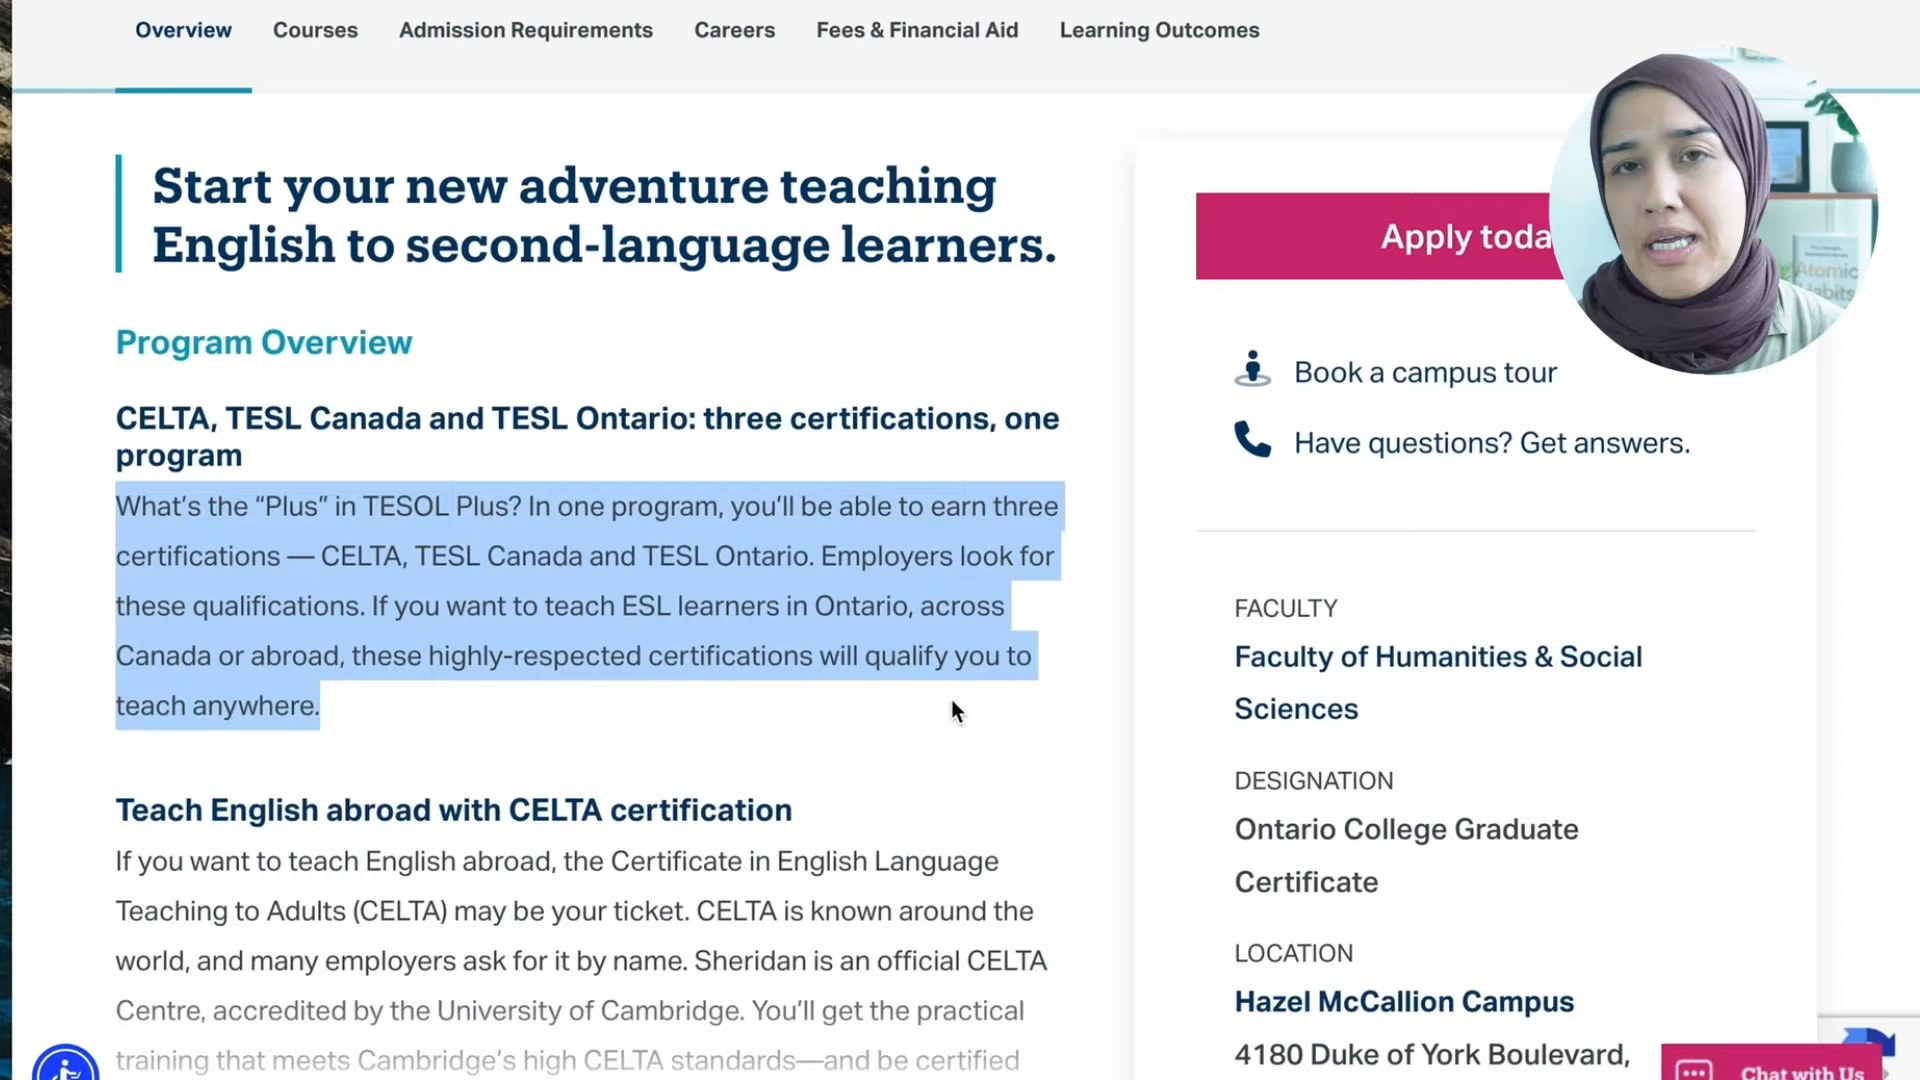 Overview Courses Admission Requirements Careers Fees & Financial Aid Learning Outcomes
Start your new adventure teaching
English to second-language learners.
Program Overview
CELTA, TESL Canada and TESL Ontario: three certifications, one
program
What's the “Plus” in TESOL Plus? In one program, you'll be able to earn three
certifications — CELTA, TESL Canada and TESL Ontario. Employers look for
these qualifications. If you want to teach ESL learners in Ontario, across
Canada or abroad, these highly-respected certifications will qualify you to
teach anywhere.
Teach English abroad with CELTA certification
If you want to teach English abroad, the Certificate in English Language
Teaching to Adults (CELTA) may be your ticket. CELTA is known around the
world, and many employers ask for it by name. Sheridan is an official CELTA
Centre, accredited by the University of Cambridge. You'll get the practical
training that meets Cambridge's high CELTA standards—and be certified
Apply toda
Atomic
Habits
Book a campus tour
Have questions? Get answers.
FACULTY
Faculty of Humanities & Social
Sciences
DESIGNATION
Ontario College Graduate
Certificate
LOCATION
Hazel McCallion Campus
4180 Duke of York Boulevard,
Chat with Us